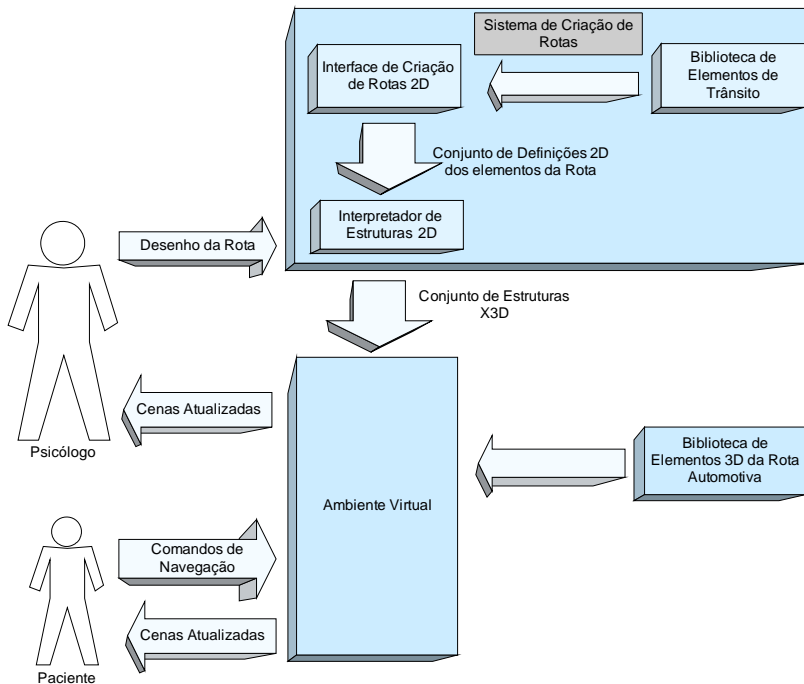 Sistema de Criação de
Rotas
Interface de Criação
de Rotas 2D
Biblioteca de
Elementos de
Trânsito
Conjunto de Definições 2D
dos elementos da Rota
Interpretador de
Estruturas 2D
Desenho da Rota
Conjunto de Estruturas
X3D
Cenas Atualizadas
Psicólogo
Biblioteca de
Elementos 3D da Rota
Automotiva
Ambiente Virtual
Comandos de
Navegação
Cenas Atualizadas
Paciente